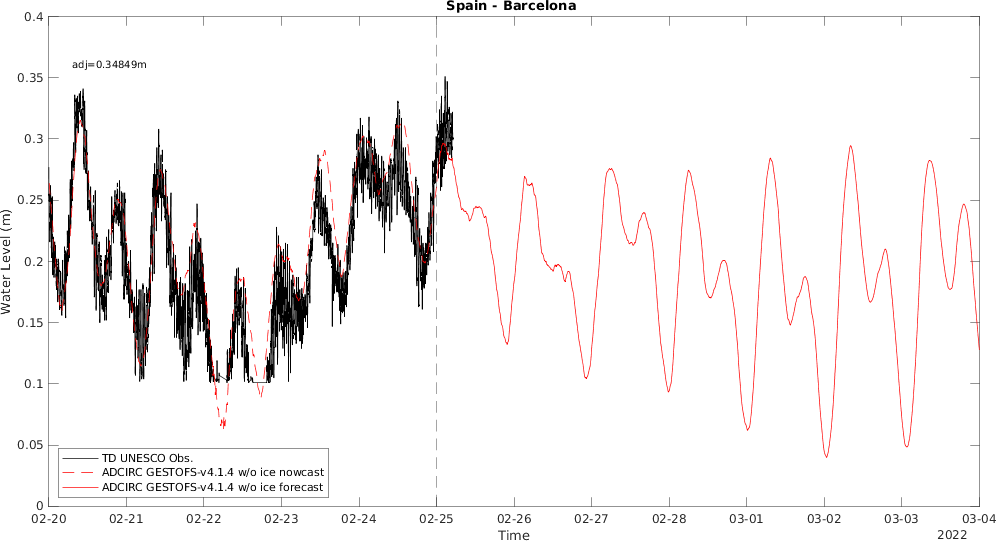 Spain - Barcelona
0.4
adj=0.34849m
0.35
0.3
0.25
0.2
0.15
0.1
0.05
0
Water Level (m)
TD UNESCO Obs.
ADCIRC GESTOFS-v4.1.4 w/o ice nowcast
ADCIRC GESTOFS-v4.1.4 w/o ice forecast
02-20 02-21 02-22 02-23 02-24 02-25 02-26 02-27 02-28 03-01 03-02 03-03 03-04
Time
2022